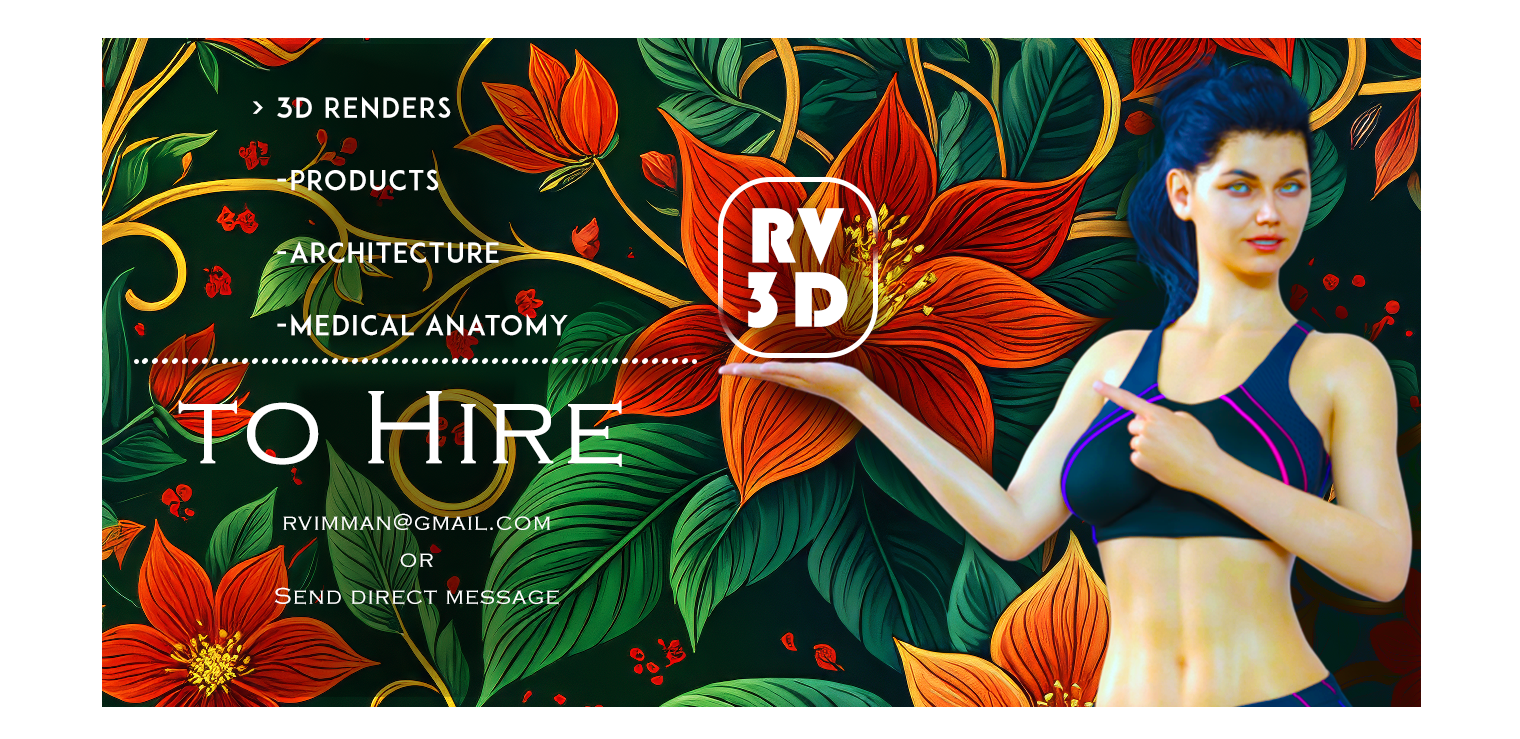 > 3D RENDERS
-PRODUCTS
-ARCHITECTURE
-MEDICAL ANATOMY
TO HIRE
RVIMMAN@GMAIL.COM
OR
SEND DIRECT MESSAGE
RV
3D